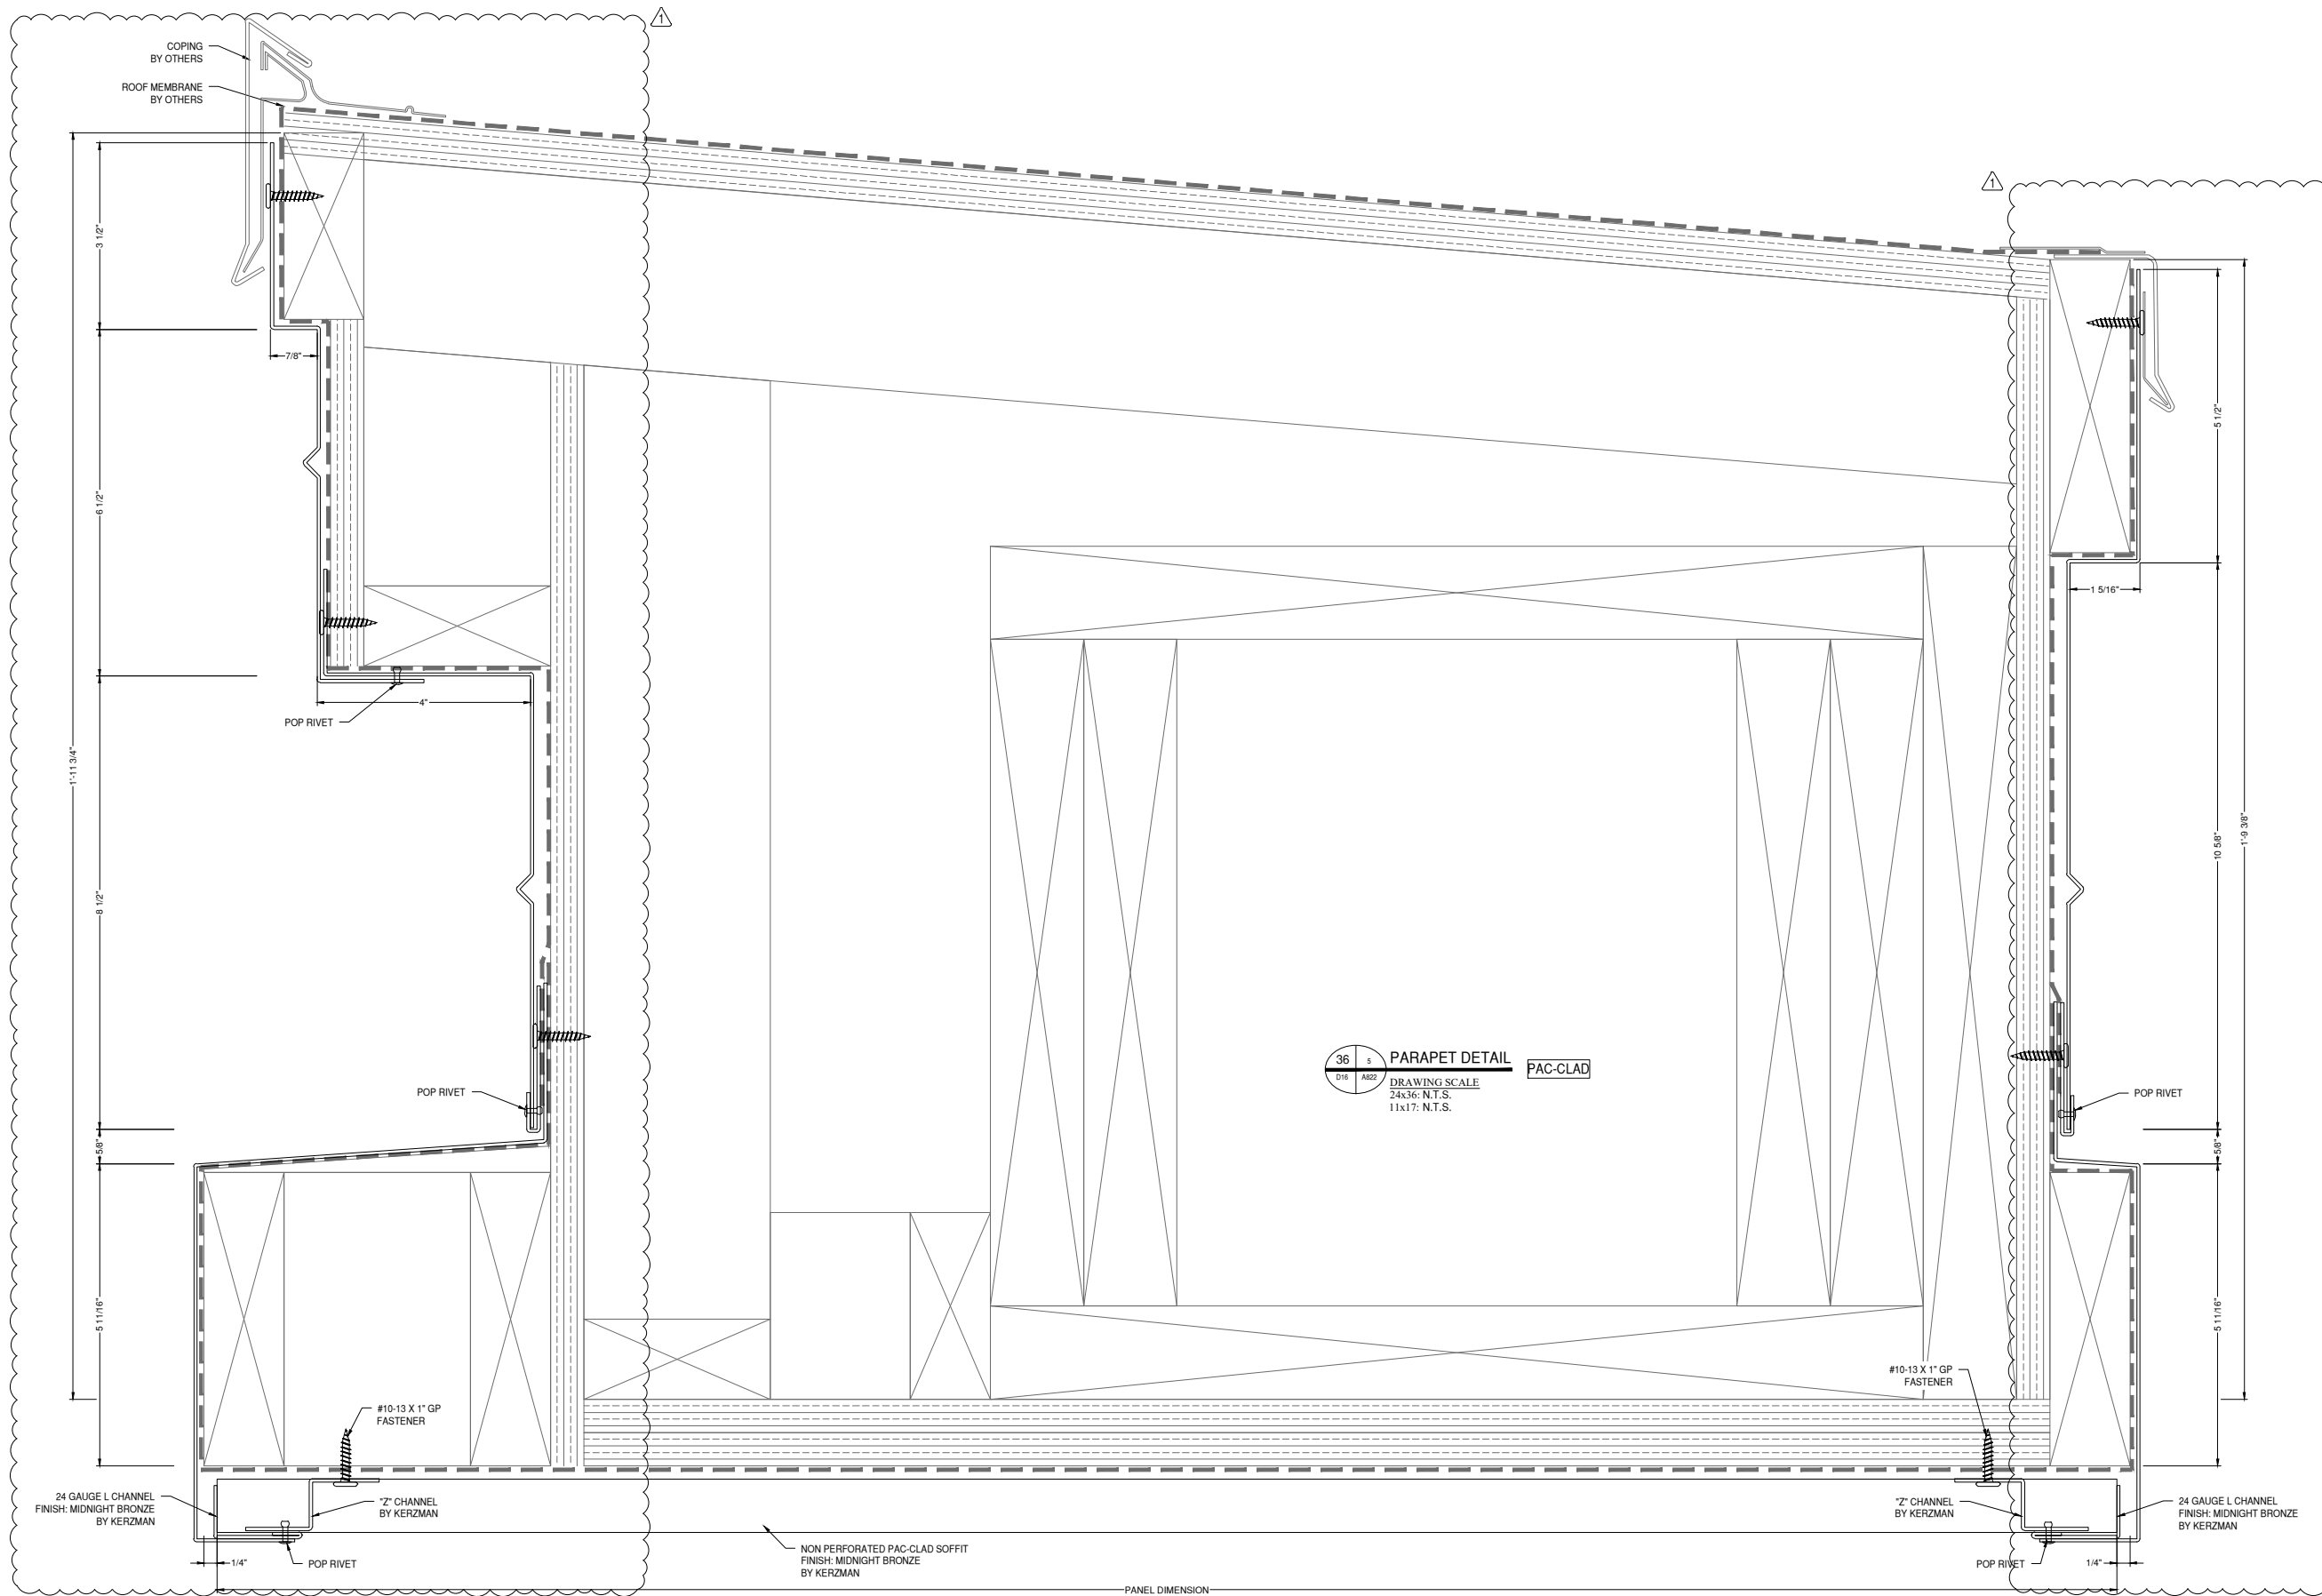 1
COPING
BY OTHERS
ROOF MEMBRANE
BY OTHERS
1
3 1/2"
7/8"
6 1/2"
5 1/2"
1 5/16"
4"
POP RIVET
1'-11 3/4"
8 1/2"
10 5/8"
1'-9 3/8"
36
5
D16
A822
PARAPET DETAIL
DRAWING SCALE
24x36: N.T.S.
11x17: N.T.S.
PAC-CLAD
POP RIVET
POP RIVET
5/8"
5/8"
5 11/16"
5 11/16"
#10-13 X 1" GP
FASTENER
#10-13 X 1" GP
FASTENER
24 GAUGE L CHANNEL
FINISH: MIDNIGHT BRONZE
BY KERZMAN
"Z" CHANNEL
BY KERZMAN
"Z" CHANNEL
BY KERZMAN
24 GAUGE L CHANNEL
FINISH: MIDNIGHT BRONZE
BY KERZMAN
1/4"
POP RIVET
NON PERFORATED PAC-CLAD SOFFIT
FINISH: MIDNIGHT BRONZE
BY KERZMAN
POP RIVET
1/4"
PANEL DIMENSION